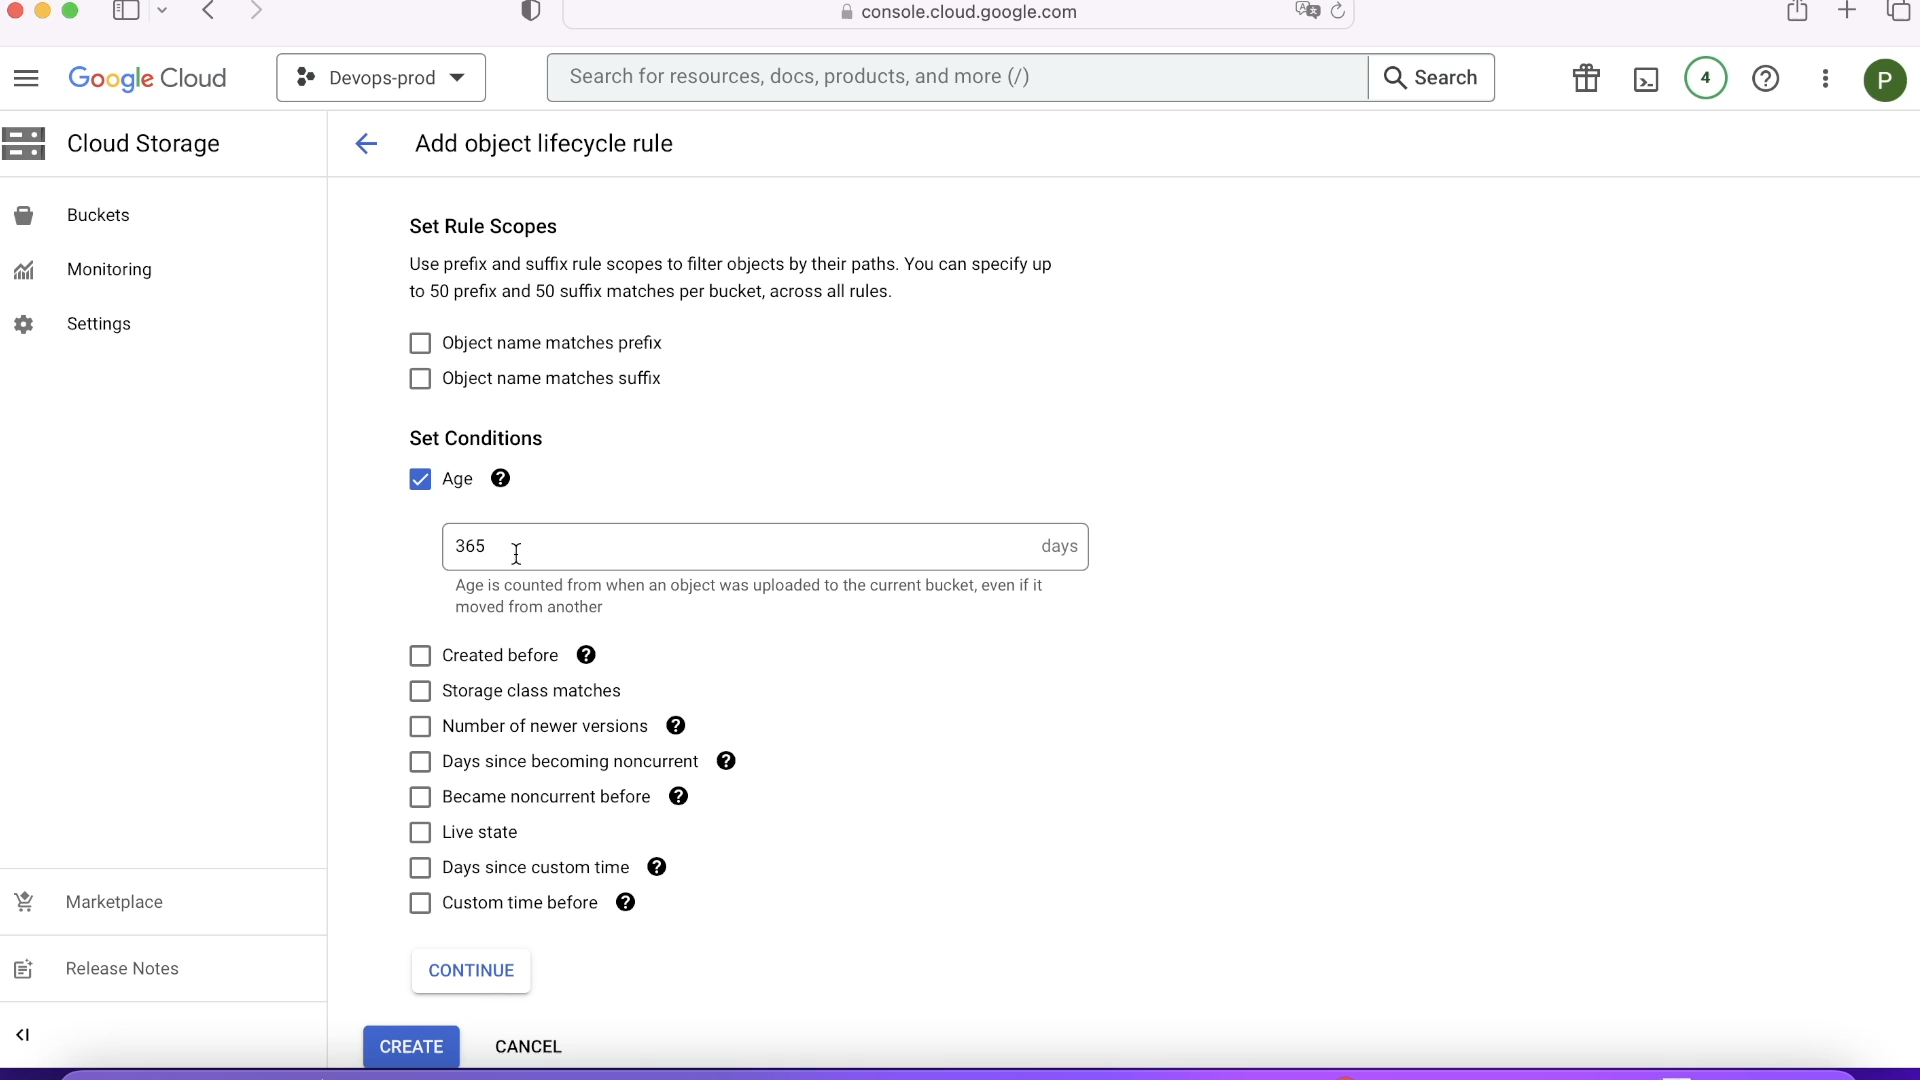 console.cloud.google.com
Google Cloud
Devops-prod
Search for resources, docs, products, and more (/)
Search
4
P
Cloud Storage
Add object lifecycle rule
Buckets
Monitoring
Settings
Set Rule Scopes
Use prefix and suffix rule scopes to filter objects by their paths. You can specify up
to 50 prefix and 50 suffix matches per bucket, across all rules.
Object name matches prefix
Object name matches suffix
Set Conditions
Age
365
days
Age is counted from when an object was uploaded to the current bucket, even if it
moved from another
Created before
Storage class matches
Number of newer versions
Days since becoming noncurrent
Became noncurrent before
Live state
Days since custom time
Custom time before
Marketplace
Release Notes
CONTINUE
CREATE
CANCEL